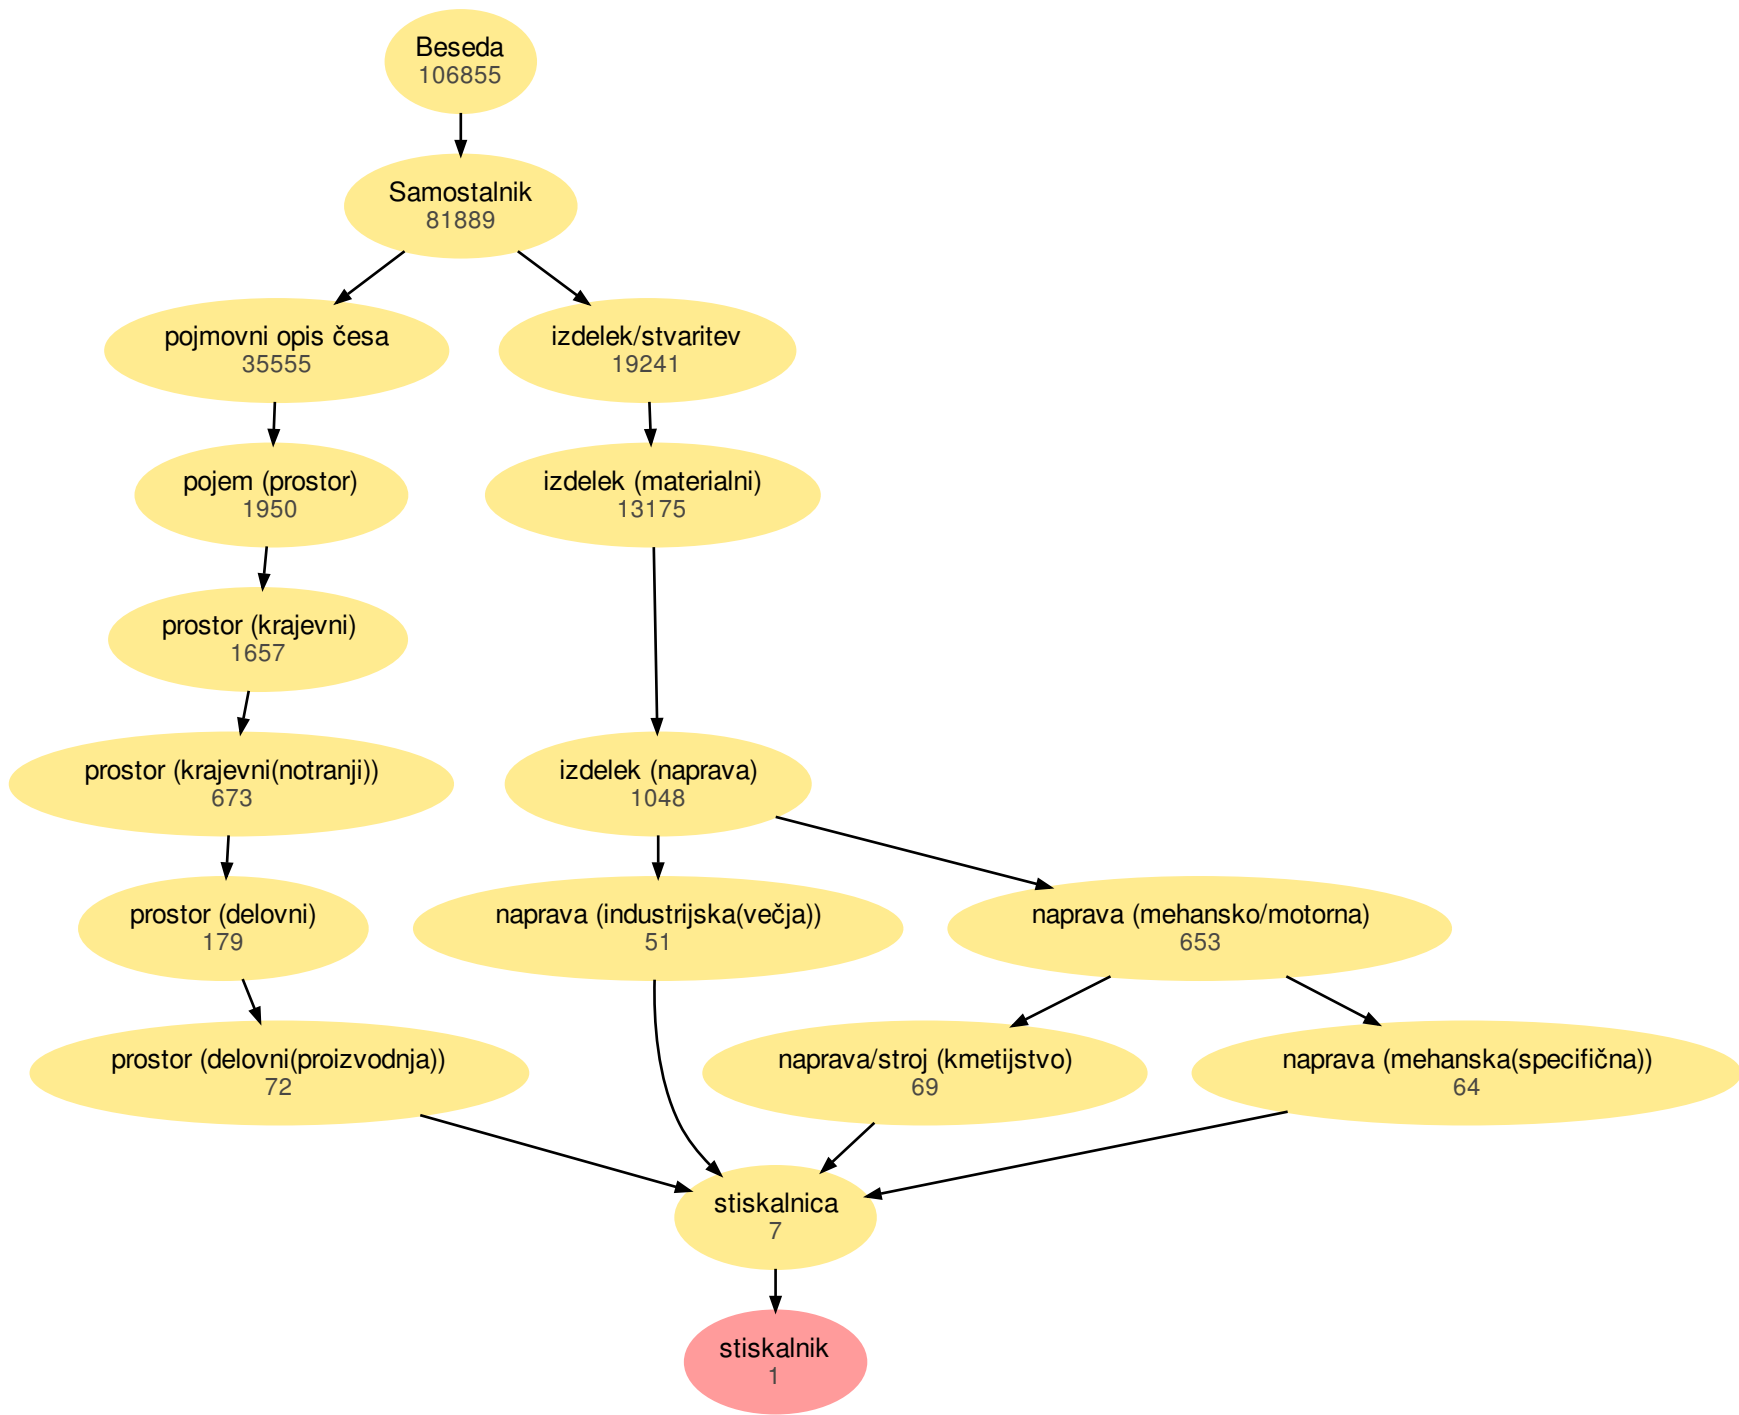 Beseda
106855
Samostalnik
81889
pojmovni opis česa
35555
izdelek/stvaritev
19241
pojem (prostor)
1950
izdelek (materialni)
13175
prostor (krajevni)
1657
prostor (krajevni(notranji))
673
izdelek (naprava)
1048
prostor (delovni)
179
naprava (industrijska(večja))
51
naprava (mehansko/motorna)
653
prostor (delovni(proizvodnja))
72
naprava/stroj (kmetijstvo)
69
naprava (mehanska(specifična))
64
stiskalnica
7
stiskalnik
1